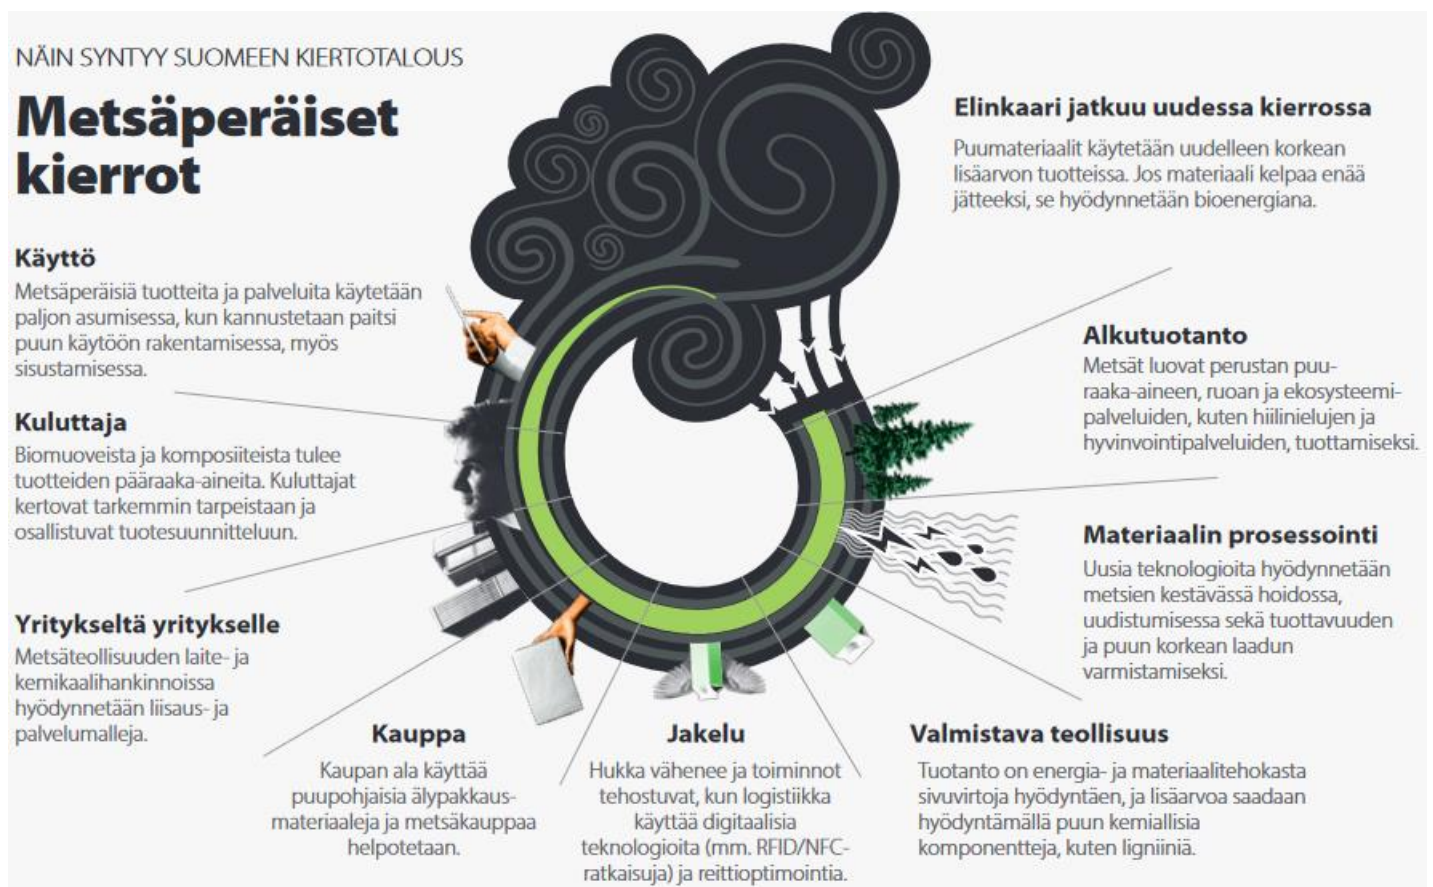 NÄIN SYNTYY SUOMEEN KIERTOTALOUS
Metsäperäiset
kierrot
Elinkaari jatkuu uudessa kierrossa
Puumateriaalit käytetään uudelleen korkean
lisäarvon tuotteissa. Jos materiaali kelpaa enää
jätteeksi, se hyödynnetään bioenergiana.
Alkutuotanto
Metsät luovat perustan puu-
raaka-aineen, ruoan ja ekosysteemi-
palveluiden, kuten hiilinielujen ja
hyvinvointipalveluiden, tuottamiseksi.
Materiaalin prosessointi
Uusia teknologioita hyödynnetään
metsien kestävässä hoidossa,
uudistumisessa sekä tuottavuuden
ja puun korkean laadun
varmistamiseksi.
Valmistava teollisuus
Tuotanto on energia- ja materiaalitehokasta
sivuvirtoja hyödyntäen, ja lisäarvoa saadaan
hyödyntämällä puun kemiallisia
komponentteja, kuten ligniiniä.
Jakelu
Hukka vähenee ja toiminnot
tehostuvat, kun logistiikka
käyttää digitaalisia
teknologioita (mm. RFID/NFC-
ratkaisuja) ja reittioptimointia.
Kauppa
Kaupan ala käyttää
puupohjaisia älypakkaus-
materiaaleja ja metsäkauppaa
helpotetaan.
Yritykseltä yritykselle
Metsäteollisuuden laite- ja
kemikaalihankinnoissa
hyödynnetään liisaus- ja
palvelumalleja.
Kuluttaja
Biomuoveista ja komposiiteista tulee
tuotteiden pääraaka-aineita. Kuluttajat
kertovat tarkemmin tarpeistaan ja
osallistuvat tuotesuunnitteluun.
Käyttö
Metsäperäisiä tuotteita ja palveluita käytetään
paljon asumisessa, kun kannustetaan paitsi
puun käytöön rakentamisessa, myös
sisustamisessa.